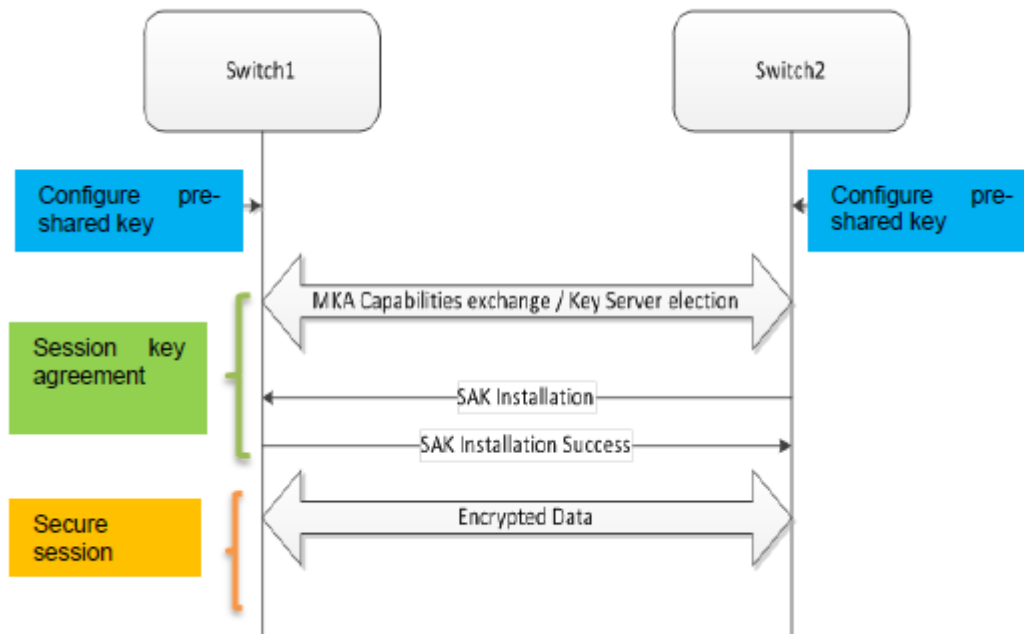 Switch1
Switch2
Configure pre-
shared key
Configure pre-
shared key
MKA Capabilities exchange / Key Server election
Session key
agreement
SAK Installation
SAK Installation Success
Secure
session
Encrypted Data